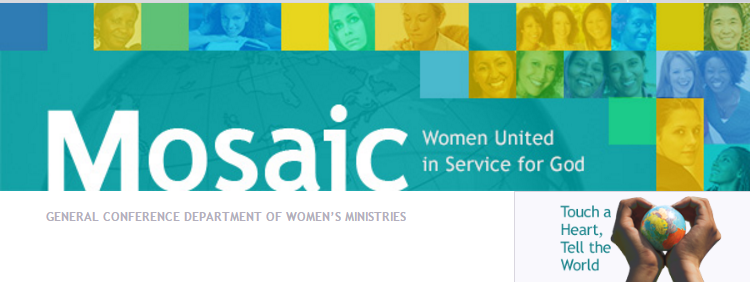 Mosaic
Women United
in Service for God
GENERAL CONFERENCE DEPARTMENT OF WOMEN'S MINISTRIES
Touch a
Heart,
Tell the
World